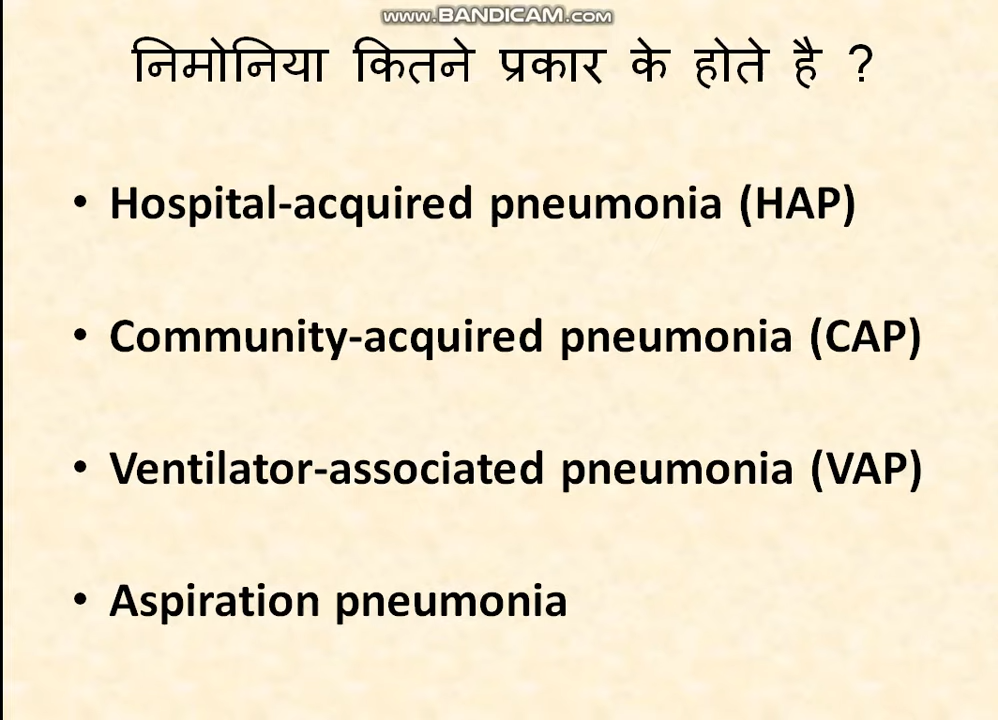 www.BANDICAM.com
निमोनिया कितने प्रकार के होते है ?
• Hospital-acquired pneumonia (HAP)
• Community-acquired pneumonia (CAP)
• Ventilator-associated pneumonia (VAP)
• Aspiration pneumonia